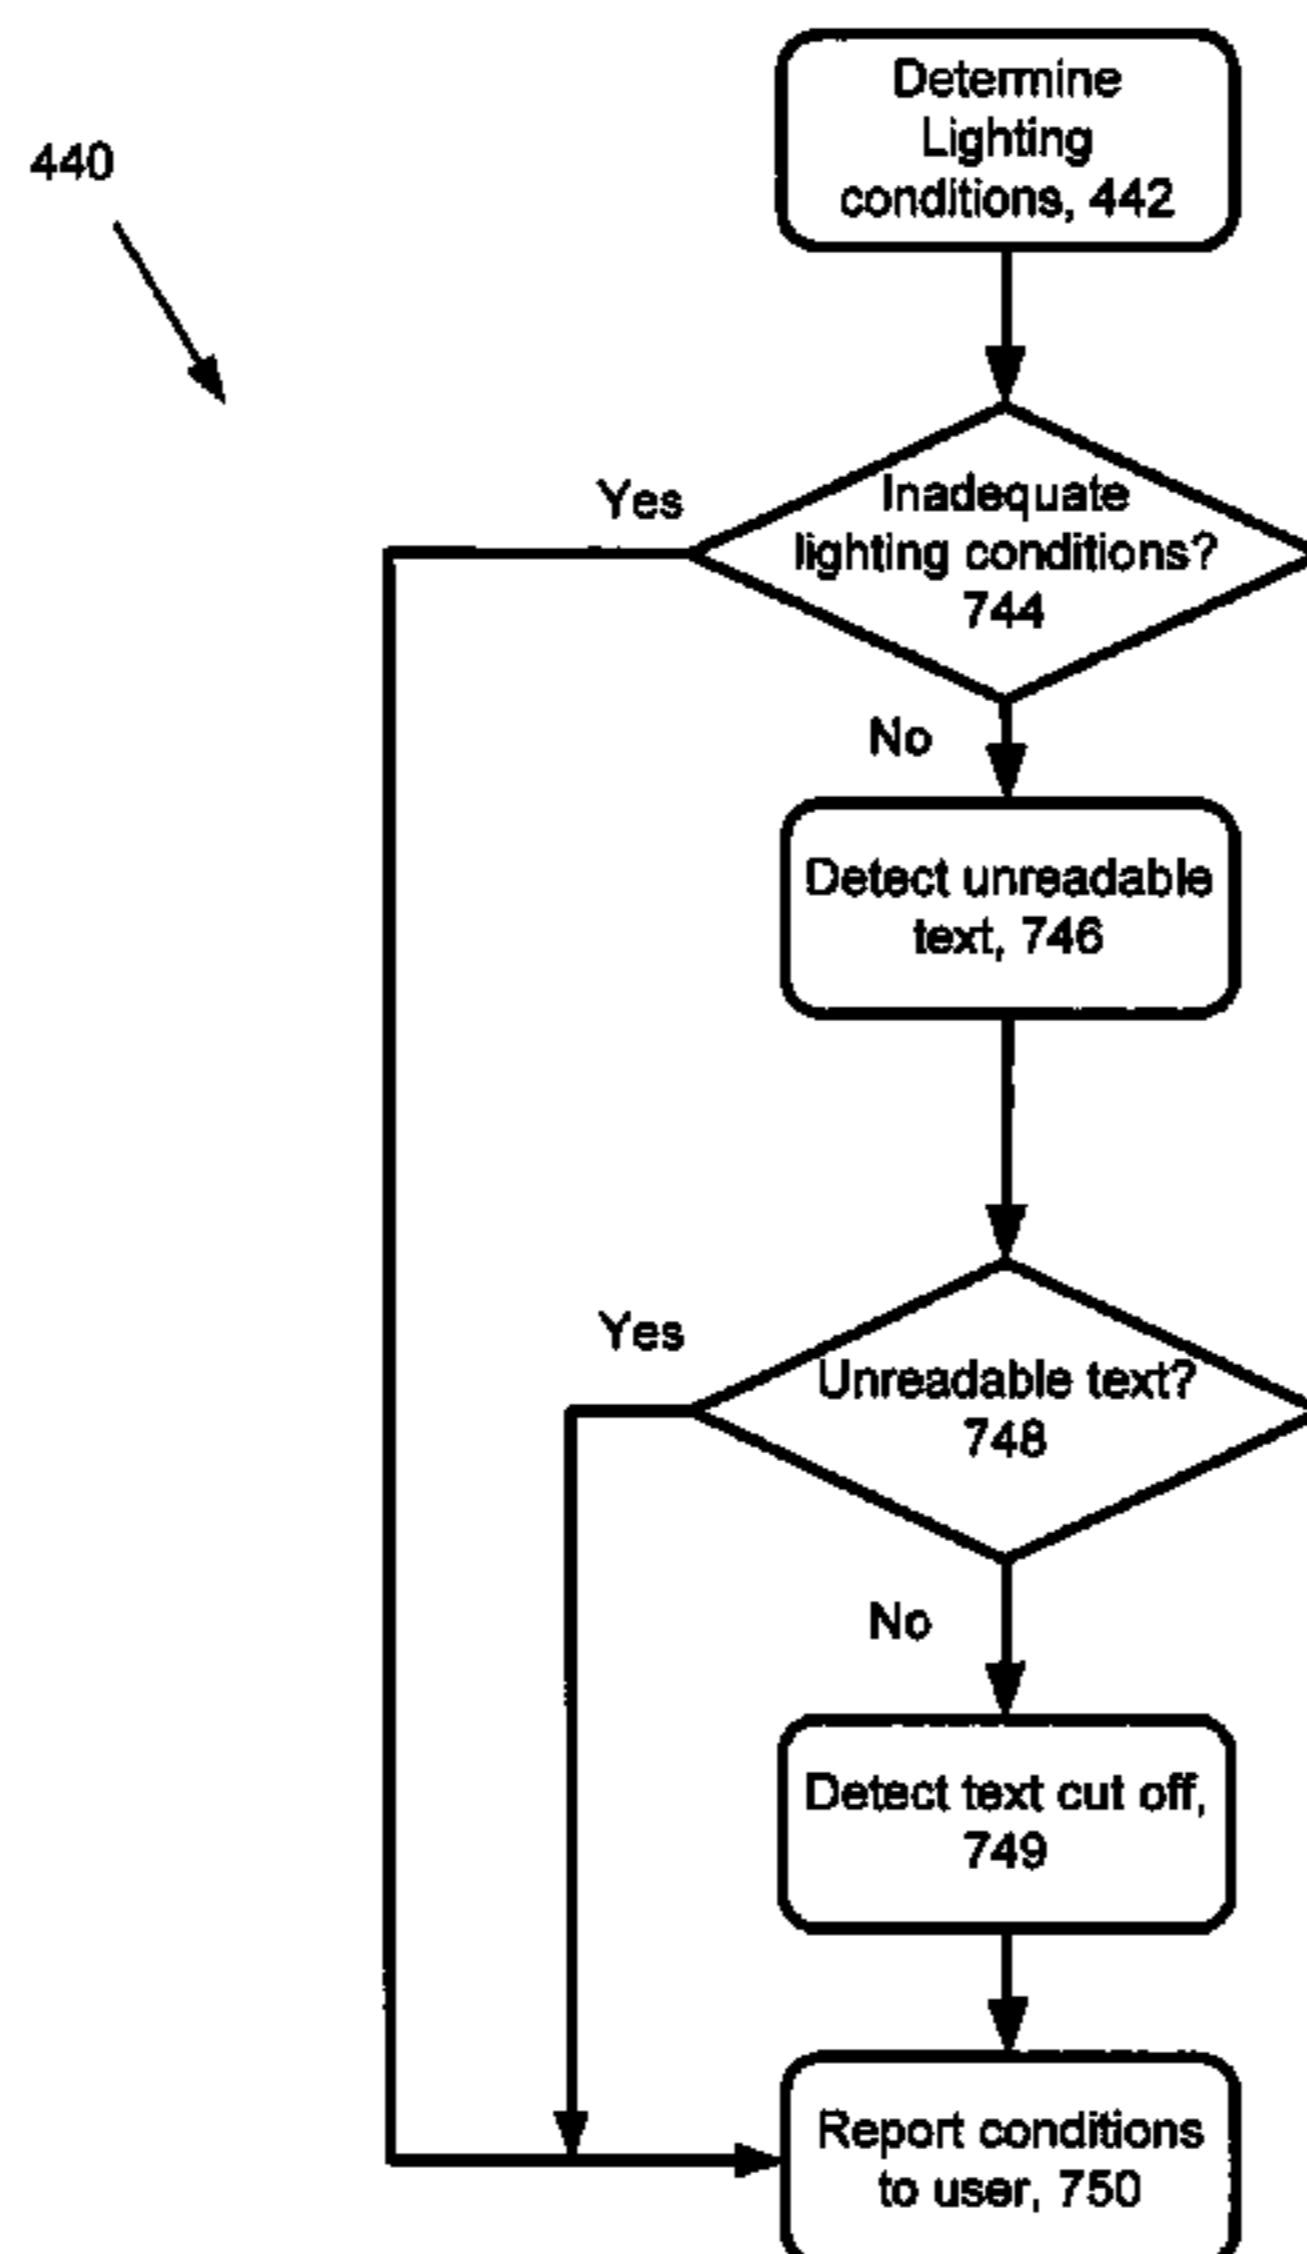 440
Determine
Lighting
conditions, 442
Yes
Inadequate
lighting conditions?
744
No
Detect unreadable
text, 746
Yes
Unreadable text?
748
No
Detect text cut off,
749
Report conditions
to user, 750